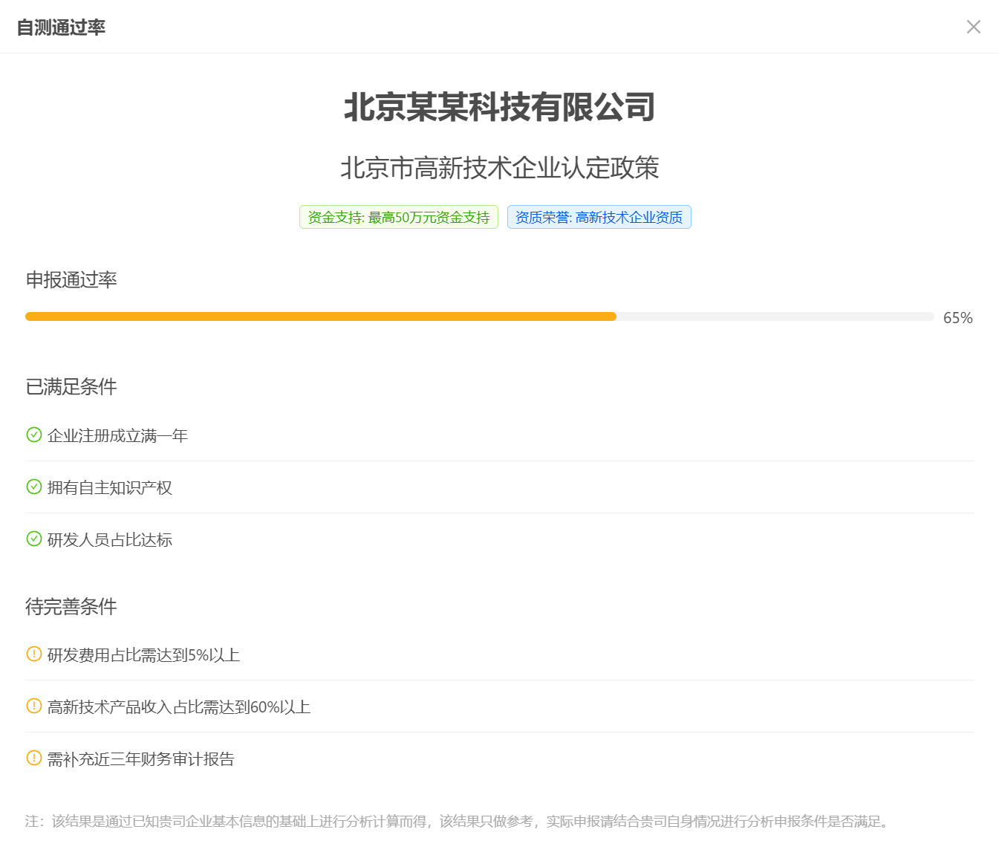 自测通过率
北京某某科技有限公司
北京市高新技术企业认定政策
资金支持: 最高50万元资金支持 资质荣誉: 高新技术企业资质
申报通过率
65%
已满足条件
企业注册成立满一年
拥有自主知识产权
研发人员占比达标
待完善条件
研发费用占比需达到5%以上
高新技术产品收入占比需达到60%以上
需补充近三年财务审计报告
注：该结果是通过已知贵司企业基本信息的基础上进行分析计算而得，该结果只做参考，实际申报请结合贵司自身情况进行分析申报条件是否满足。